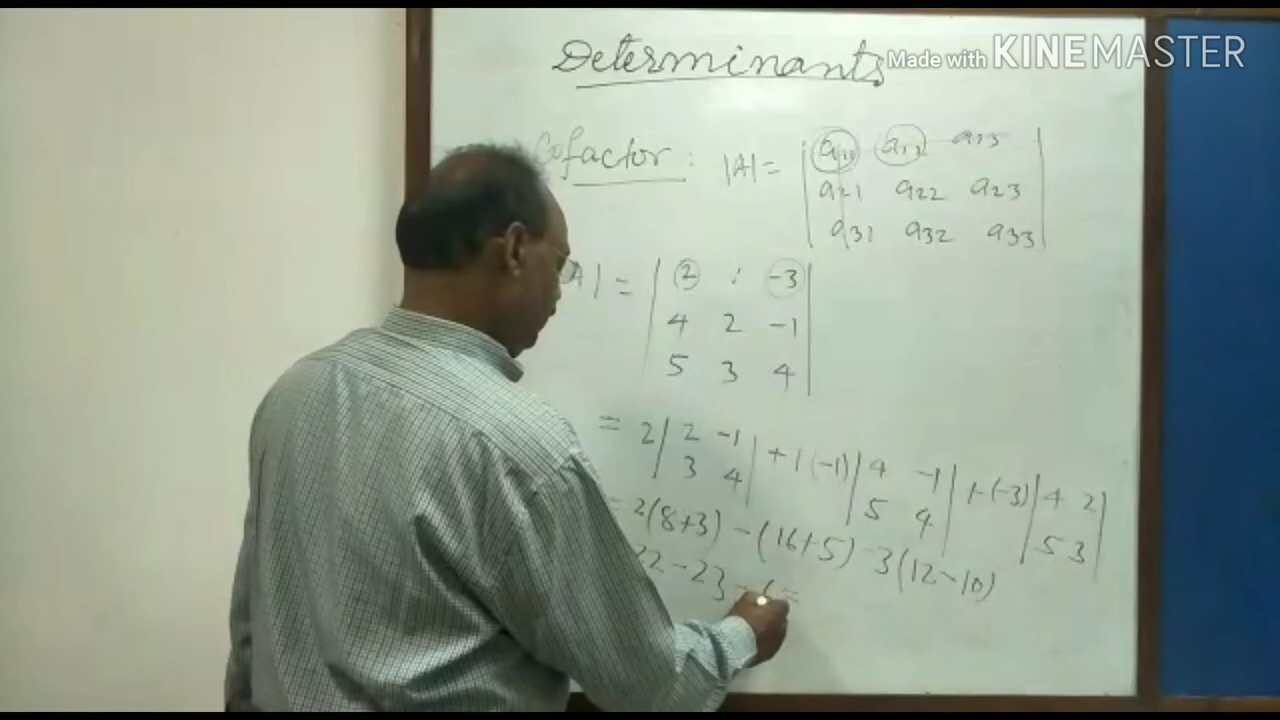 Determinants
Made with KINEMASTER
Cofactor : |A| = | a11 a12 a13 |
| a21 a22 a23 |
| a31 a32 a33 |
A| = | 2 1 -3 |
| 4 2 -1 |
| 5 3 4 |
= 2 | 2 -1 | + 1 (-1) | 4 -1 | + (-3) | 4 2 |
| 3 4 | | 5 4 | | 5 3 |
= 2(8+3) - (16+5) - 3(12-10)
22 - 23 - 6 =